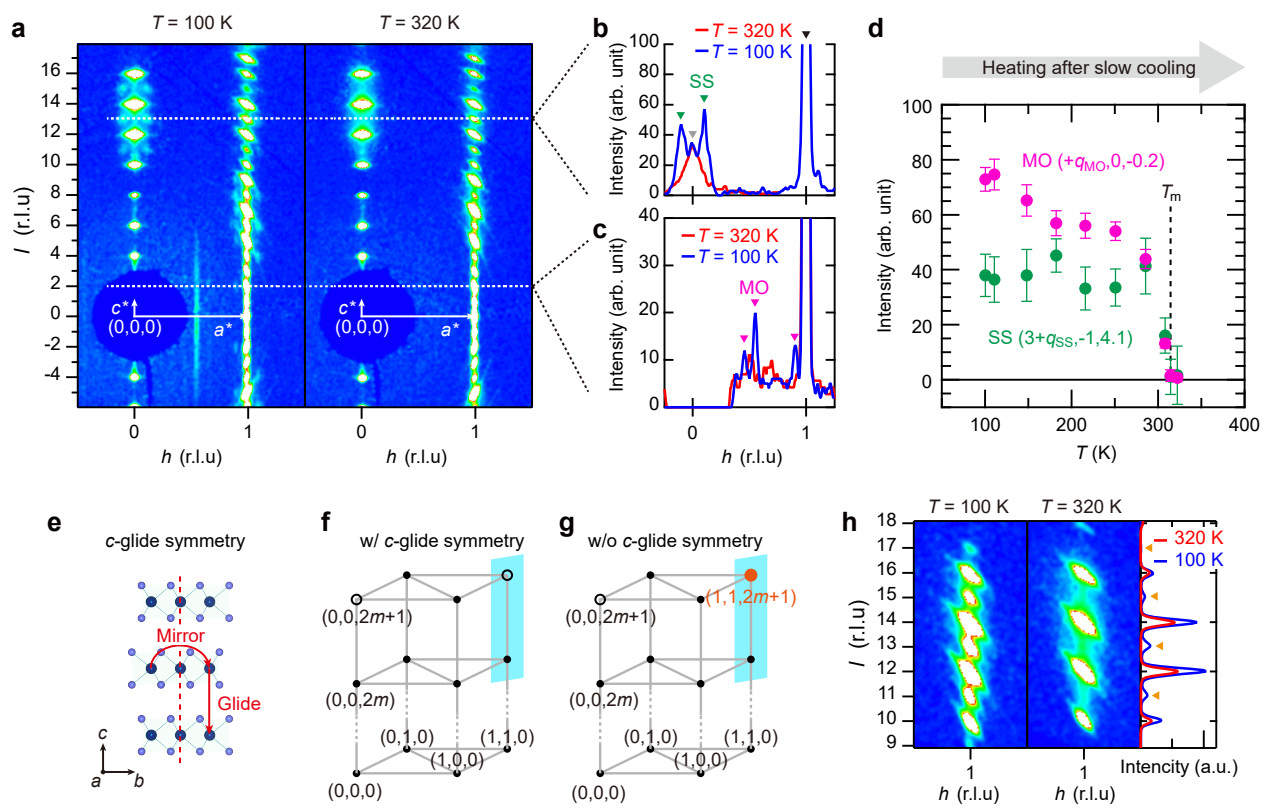 a
T = 100 K
T = 320 K
l (r.l.u)
16
14
12
10
8
6
4
2
0
-4
c*
(0,0,0)
a*
c*
(0,0,0)
a*
0
1
0
1
h (r.l.u)
h (r.l.u)
b
T = 320 K
T = 100 K
SS
Intensity (arb. unit)
100
80
60
40
20
0
c
T = 320 K
T = 100 K
MO
Intensity (arb. unit)
40
30
20
10
0
0
1
h (r.l.u)
d
Heating after slow cooling
Intensity (arb. unit)
100
80
60
40
20
0
MO (+qMO,0,-0.2)
Tm
SS (3+qSS,-1,4.1)
100
200
300
400
T (K)
e
c-glide symmetry
Mirror
Glide
c
a
b
f
w/ c-glide symmetry
(0,0,2m+1)
(0,0,2m)
(0,1,0)
(1,1,0)
(1,0,0)
(0,0,0)
g
w/o c-glide symmetry
(1,1,2m+1)
(0,0,2m+1)
(0,0,2m)
(0,1,0)
(1,1,0)
(1,0,0)
(0,0,0)
h
T = 100 K
T = 320 K
l (r.l.u)
18
17
16
15
14
13
12
11
10
9
320 K
100 K
1
1
Intencity (a.u.)
h (r.l.u)
h (r.l.u)